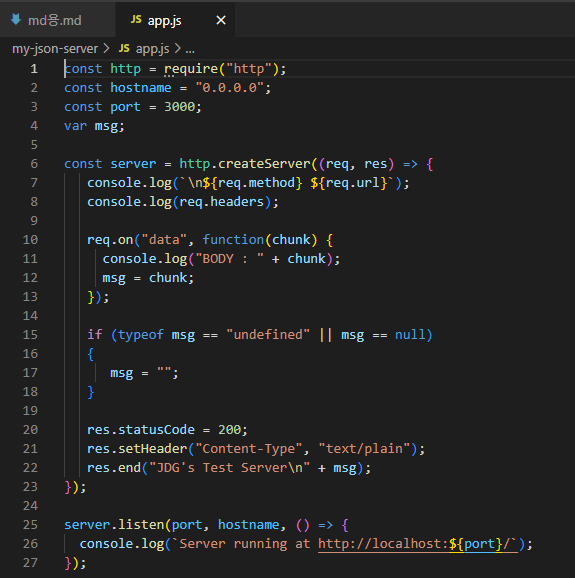 md용.md
JS app.js ×
my-json-server > JS app.js > ...
1 const http = require("http");
2 const hostname = "0.0.0.0";
3 const port = 3000;
4 var msg;
5
6 const server = http.createServer((req, res) => {
7 console.log(`\n${req.method} ${req.url}`);
8 console.log(req.headers);
9
10 req.on("data", function(chunk) {
11 console.log("BODY : " + chunk);
12 msg = chunk;
13 });
14
15 if (typeof msg == "undefined" || msg == null)
16 {
17 msg = "";
18 }
19
20 res.statusCode = 200;
21 res.setHeader("Content-Type", "text/plain");
22 res.end("JDG's Test Server\n" + msg);
23 });
24
25 server.listen(port, hostname, () => {
26 console.log(`Server running at http://localhost:${port}/`);
27 });